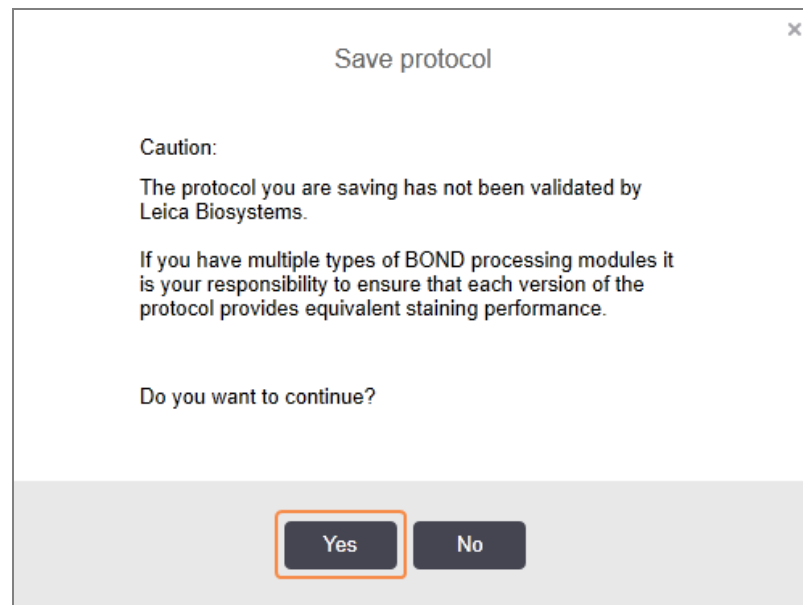 Save protocol
Caution:
The protocol you are saving has not been validated by
Leica Biosystems.
If you have multiple types of BOND processing modules it
is your responsibility to ensure that each version of the
protocol provides equivalent staining performance.
Do you want to continue?
Yes No